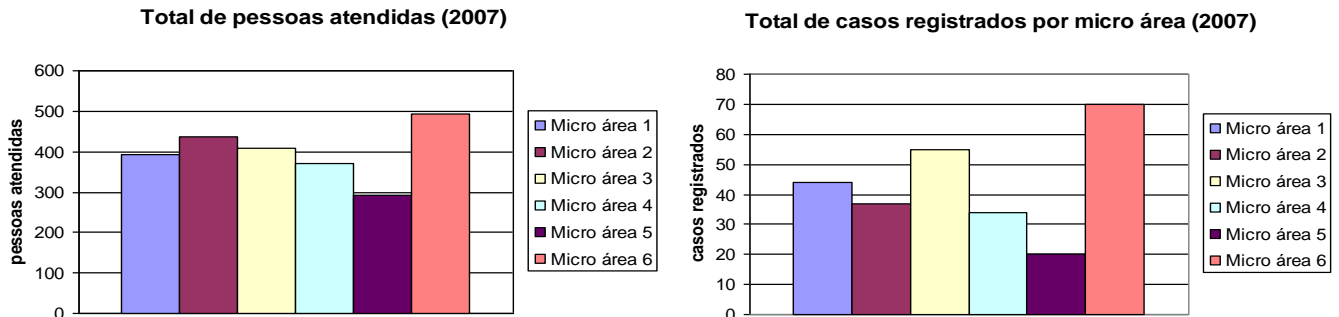 Total de pessoas atendidas (2007)
600
500
400
300
200
100
0
pessoas atendidas
Micro área 1
Micro área 2
Micro área 3
Micro área 4
Micro área 5
Micro área 6
Total de casos registrados por micro área (2007)
80
70
60
50
40
30
20
10
0
casos registrados
Micro área 1
Micro área 2
Micro área 3
Micro área 4
Micro área 5
Micro área 6